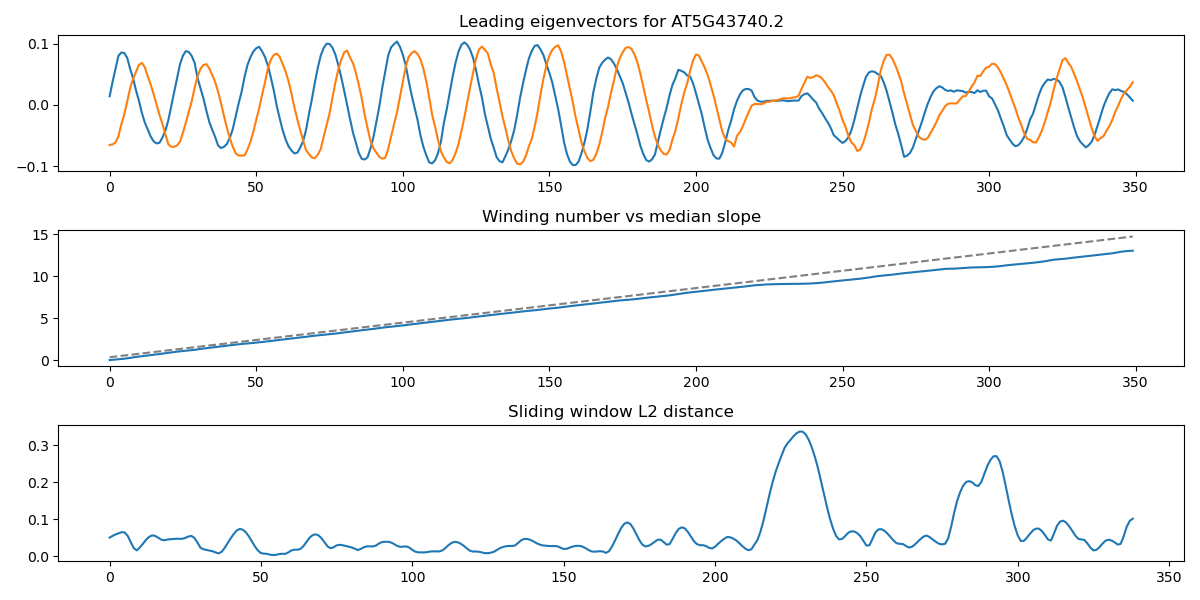 Leading eigenvectors for AT5G43740.2
0.1
0.0
−0.1
0 50 100 150 200 250 300 350
Winding number vs median slope
15
10
5
0
0 50 100 150 200 250 300 350
Sliding window L2 distance
0.3
0.2
0.1
0.0
0 50 100 150 200 250 300 350